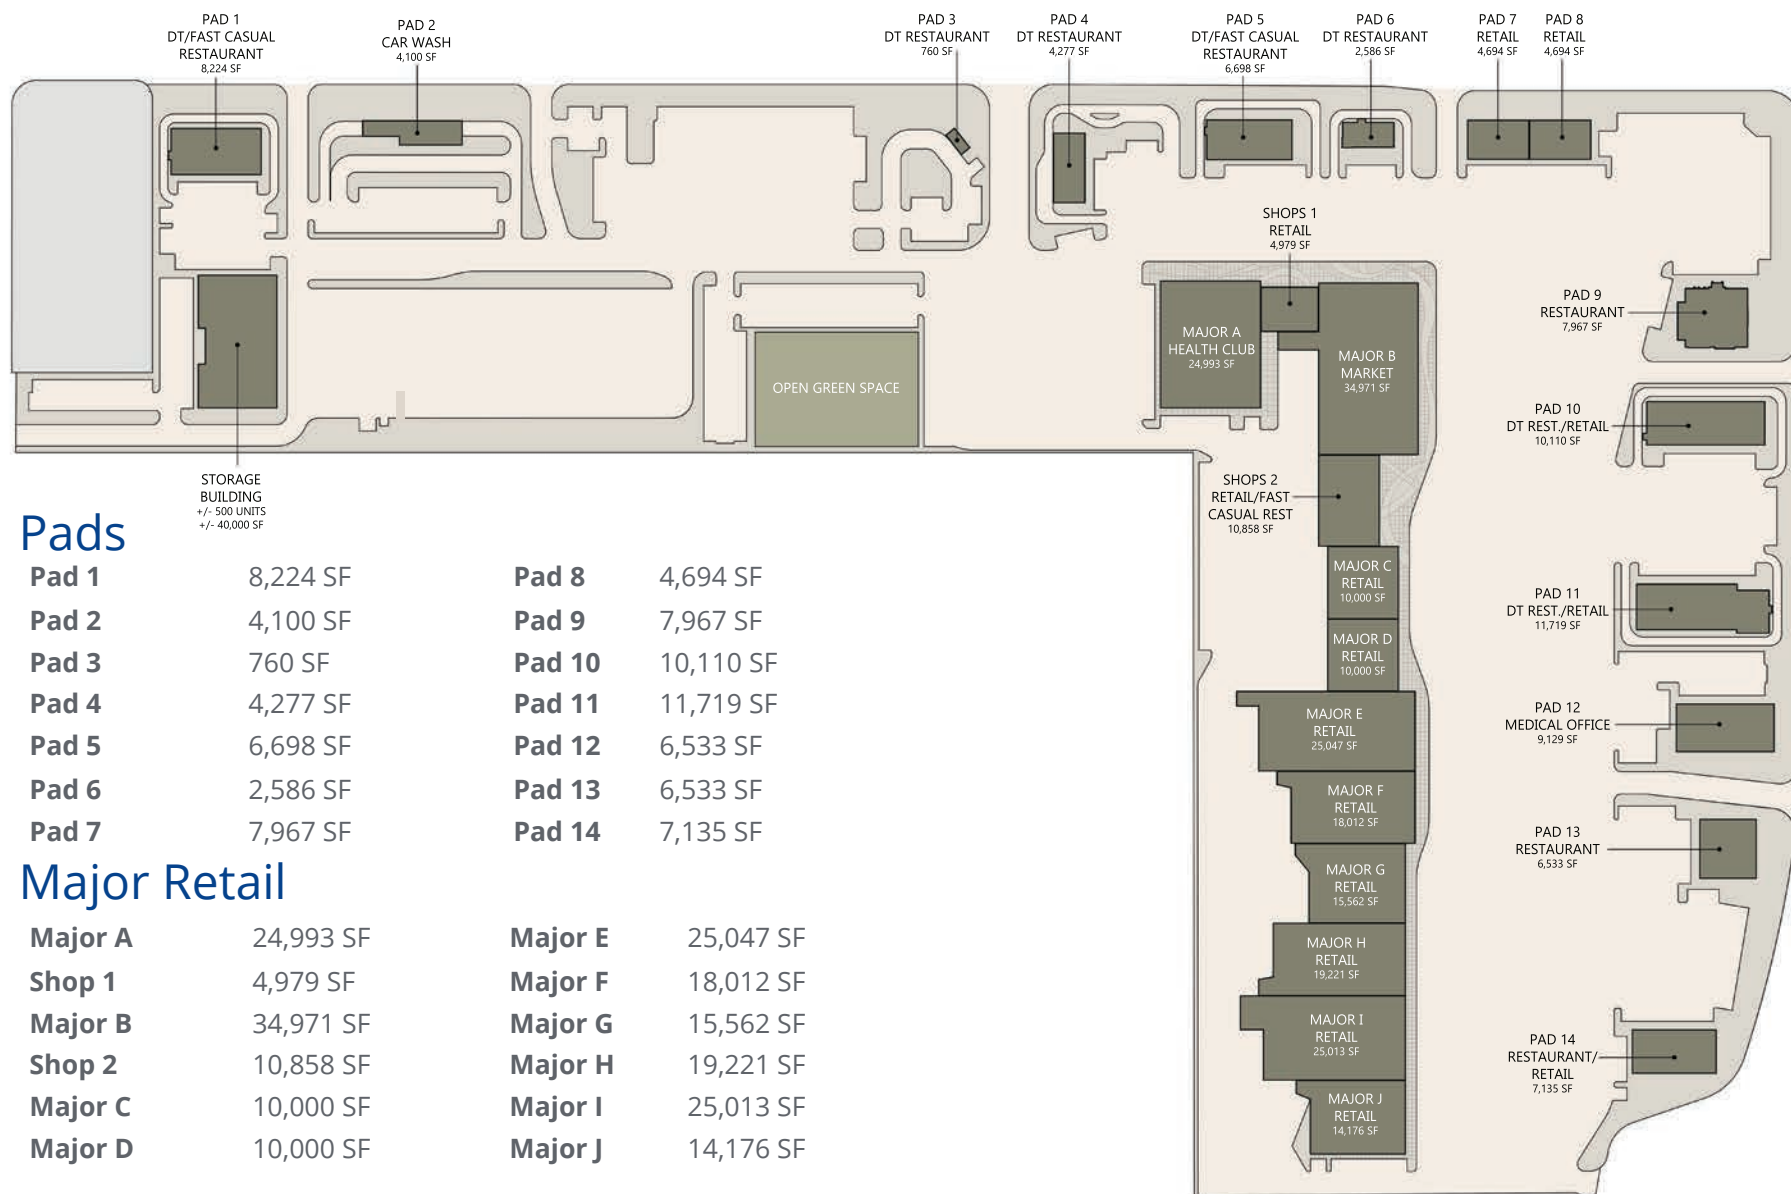 PAD 1
DT/FAST CASUAL
RESTAURANT
8,224 SF
PAD 2
CAR WASH
4,100 SF
PAD 3
DT RESTAURANT
760 SF
PAD 4
DT RESTAURANT
4,277 SF
PAD 5
DT/FAST CASUAL
RESTAURANT
6,698 SF
PAD 6
DT RESTAURANT
2,586 SF
PAD 7
RETAIL
4,694 SF
PAD 8
RETAIL
4,694 SF
SHOPS 1
RETAIL
4,979 SF
MAJOR A
HEALTH CLUB
24,993 SF
MAJOR B
MARKET
34,971 SF
PAD 9
RESTAURANT
7,967 SF
OPEN GREEN SPACE
PAD 10
DT REST./RETAIL
10,110 SF
STORAGE
BUILDING
+/- 500 UNITS
+/- 40,000 SF
SHOPS 2
RETAIL/FAST
CASUAL REST
10,858 SF
MAJOR C
RETAIL
10,000 SF
MAJOR D
RETAIL
10,000 SF
PAD 11
DT REST./RETAIL
11,719 SF
MAJOR E
RETAIL
25,047 SF
PAD 12
MEDICAL OFFICE
9,129 SF
MAJOR F
RETAIL
18,012 SF
PAD 13
RESTAURANT
6,533 SF
MAJOR G
RETAIL
15,562 SF
MAJOR H
RETAIL
19,221 SF
MAJOR I
RETAIL
25,013 SF
PAD 14
RESTAURANT/
RETAIL
7,135 SF
MAJOR J
RETAIL
14,176 SF
Pads
Pad 1 8,224 SF
Pad 2 4,100 SF
Pad 3 760 SF
Pad 4 4,277 SF
Pad 5 6,698 SF
Pad 6 2,586 SF
Pad 7 7,967 SF
Pad 8 4,694 SF
Pad 9 7,967 SF
Pad 10 10,110 SF
Pad 11 11,719 SF
Pad 12 6,533 SF
Pad 13 6,533 SF
Pad 14 7,135 SF
Major Retail
Major A 24,993 SF
Shop 1 4,979 SF
Major B 34,971 SF
Shop 2 10,858 SF
Major C 10,000 SF
Major D 10,000 SF
Major E 25,047 SF
Major F 18,012 SF
Major G 15,562 SF
Major H 19,221 SF
Major I 25,013 SF
Major J 14,176 SF